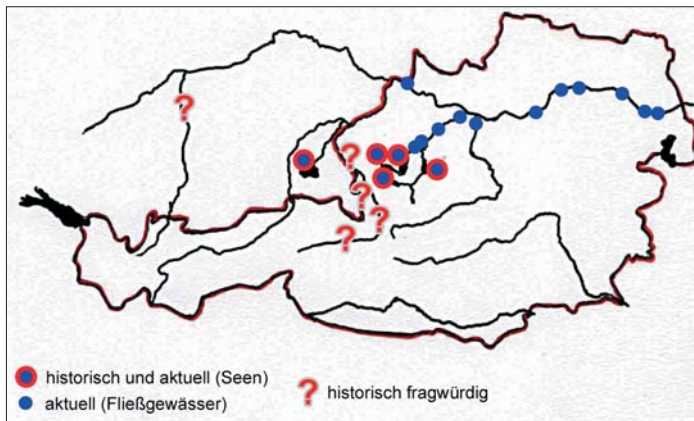 ?
?
?
?
?
historisch und aktuell (Seen)
aktuell (Fließgewässer)
? historisch fragwürdig